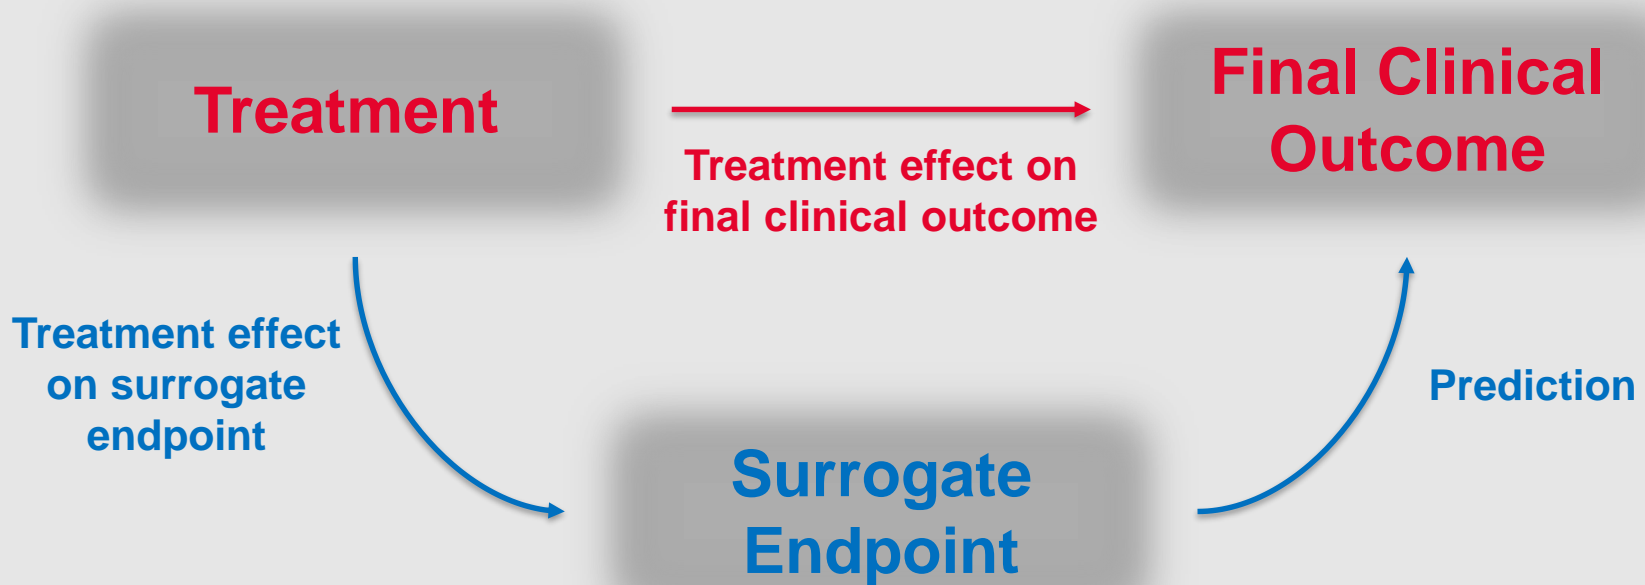 Treatment
Final Clinical
Outcome
Treatment effect on
final clinical outcome
Treatment effect
on surrogate
endpoint
Prediction
Surrogate
Endpoint